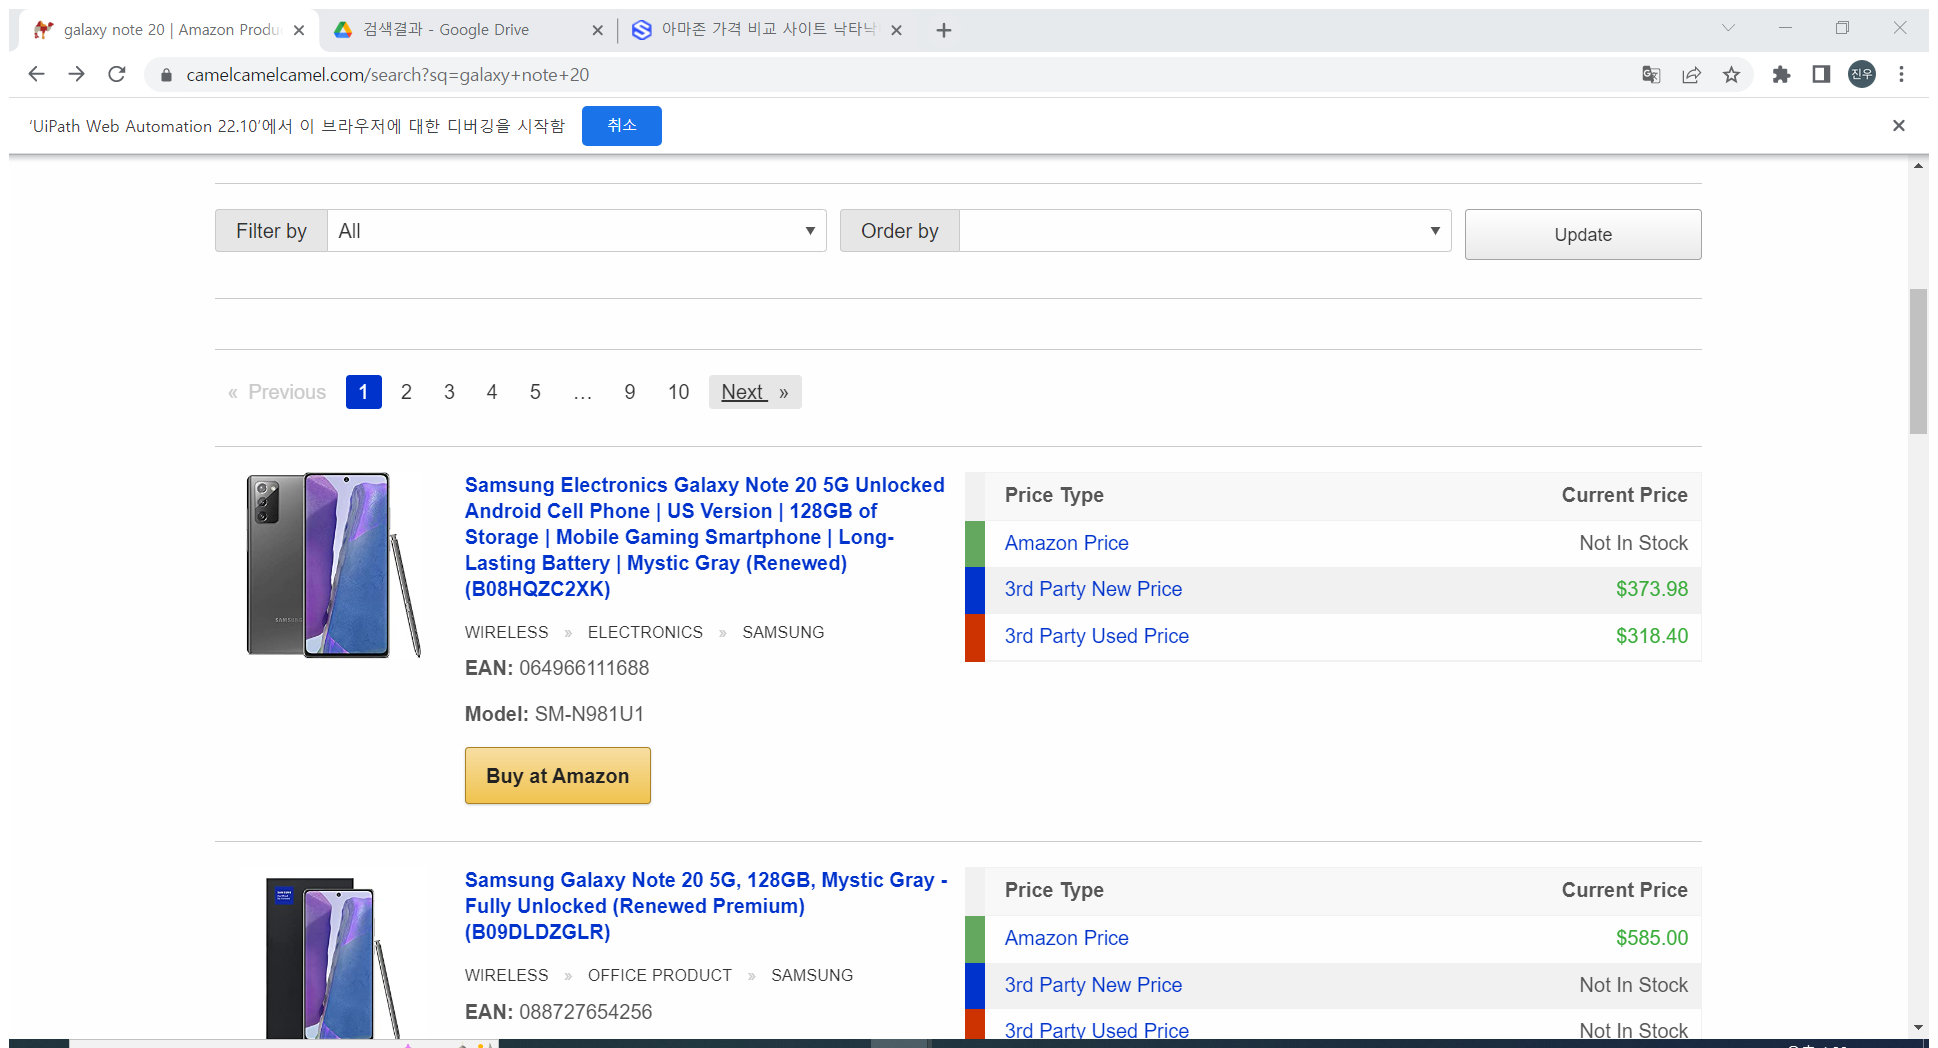 galaxy note 20 | Amazon Produ
검색결과 - Google Drive
아마존 가격 비교 사이트 낙타낙
camelcamelcamel.com/search?sq=galaxy+note+20
진우
'UiPath Web Automation 22.10'에서 이 브라우저에 대한 디버깅을 시작함
취소
Filter by
All
Order by
Update
« Previous 1 2 3 4 5 … 9 10 Next »
Samsung Electronics Galaxy Note 20 5G Unlocked
Android Cell Phone | US Version | 128GB of
Storage | Mobile Gaming Smartphone | Long-
Lasting Battery | Mystic Gray (Renewed)
(B08HQZC2XK)
WIRELESS » ELECTRONICS » SAMSUNG
EAN: 064966111688
Model: SM-N981U1
Buy at Amazon
Price Type Current Price
Amazon Price Not In Stock
3rd Party New Price $373.98
3rd Party Used Price $318.40
Samsung Galaxy Note 20 5G, 128GB, Mystic Gray -
Fully Unlocked (Renewed Premium)
(B09DLDZGLR)
WIRELESS » OFFICE PRODUCT » SAMSUNG
EAN: 088727654256
Price Type Current Price
Amazon Price $585.00
3rd Party New Price Not In Stock
3rd Party Used Price Not In Stock